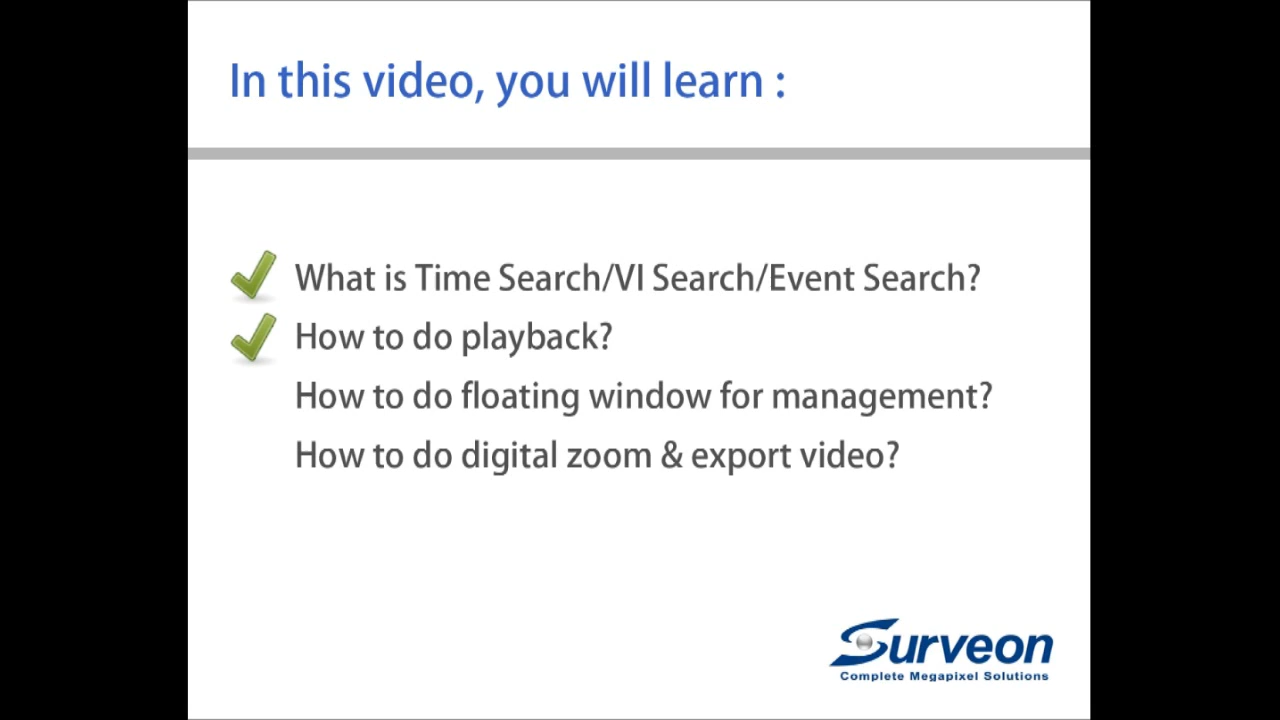 In this video, you will learn :
What is Time Search/VI Search/Event Search?
How to do playback?
How to do floating window for management?
How to do digital zoom & export video?
Surveon
Complete Megapixel Solutions